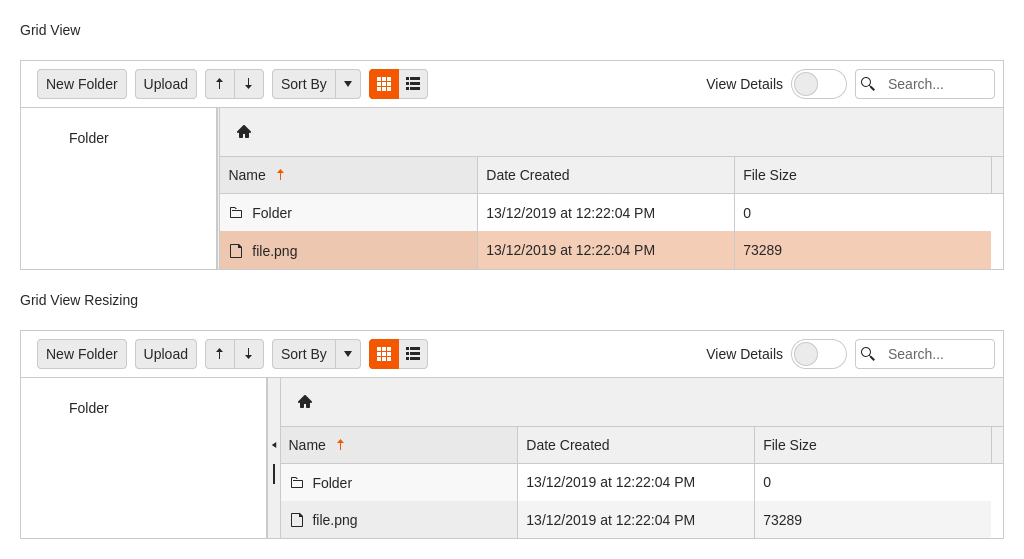 Grid View
New Folder Upload Sort By View Details Search...
Folder
Name Date Created File Size
Folder 13/12/2019 at 12:22:04 PM 0
file.png 13/12/2019 at 12:22:04 PM 73289
Grid View Resizing
New Folder Upload Sort By View Details Search...
Folder
Name Date Created File Size
Folder 13/12/2019 at 12:22:04 PM 0
file.png 13/12/2019 at 12:22:04 PM 73289